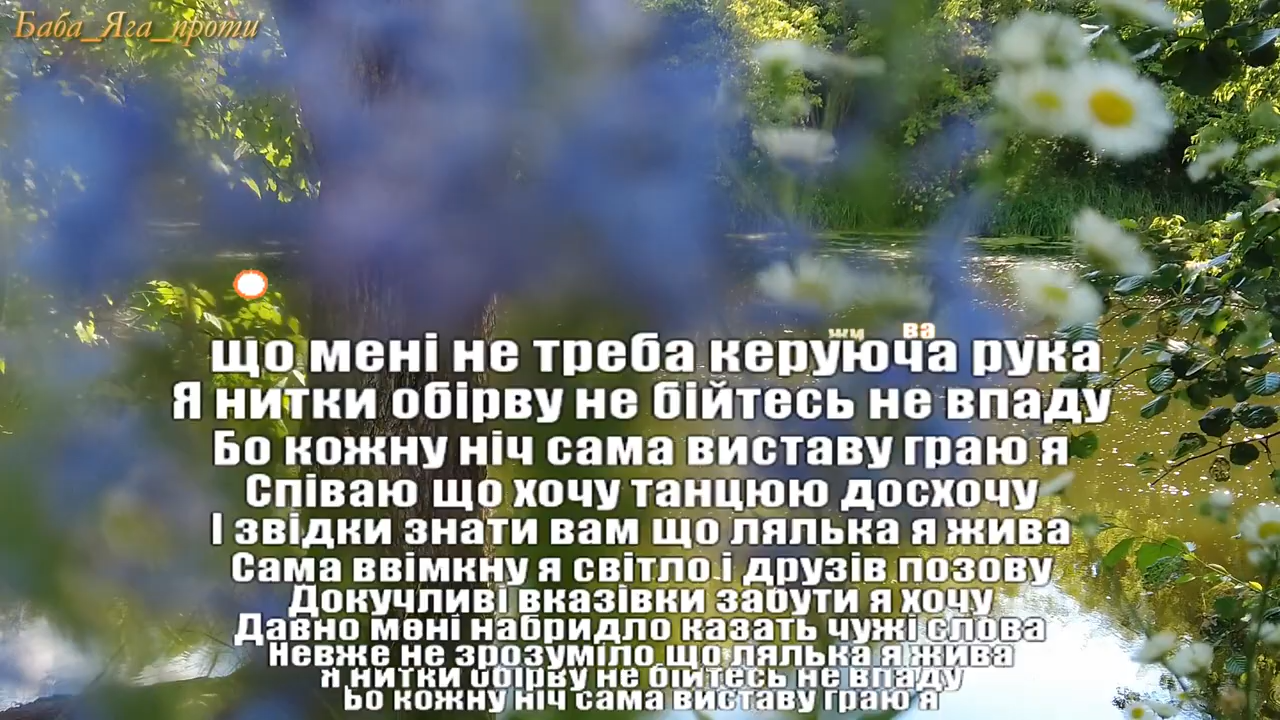 Баба_Яга_проти
жи ва
що мені не треба керуюча рука
Я нитки обірву не бійтесь не впаду
Бо кожну ніч сама виставу граю я
Співаю що хочу танцюю досхочу
І звідки знати вам що лялька я жива
Сама ввімкну я світло і друзів позову
Докучливі вказівки забути я хочу
Давно мені набридло казать чужі слова
Невже не зрозуміло що лялька я жива
Я нитки обірву не бійтесь не впаду
Бо кожну ніч сама виставу граю я